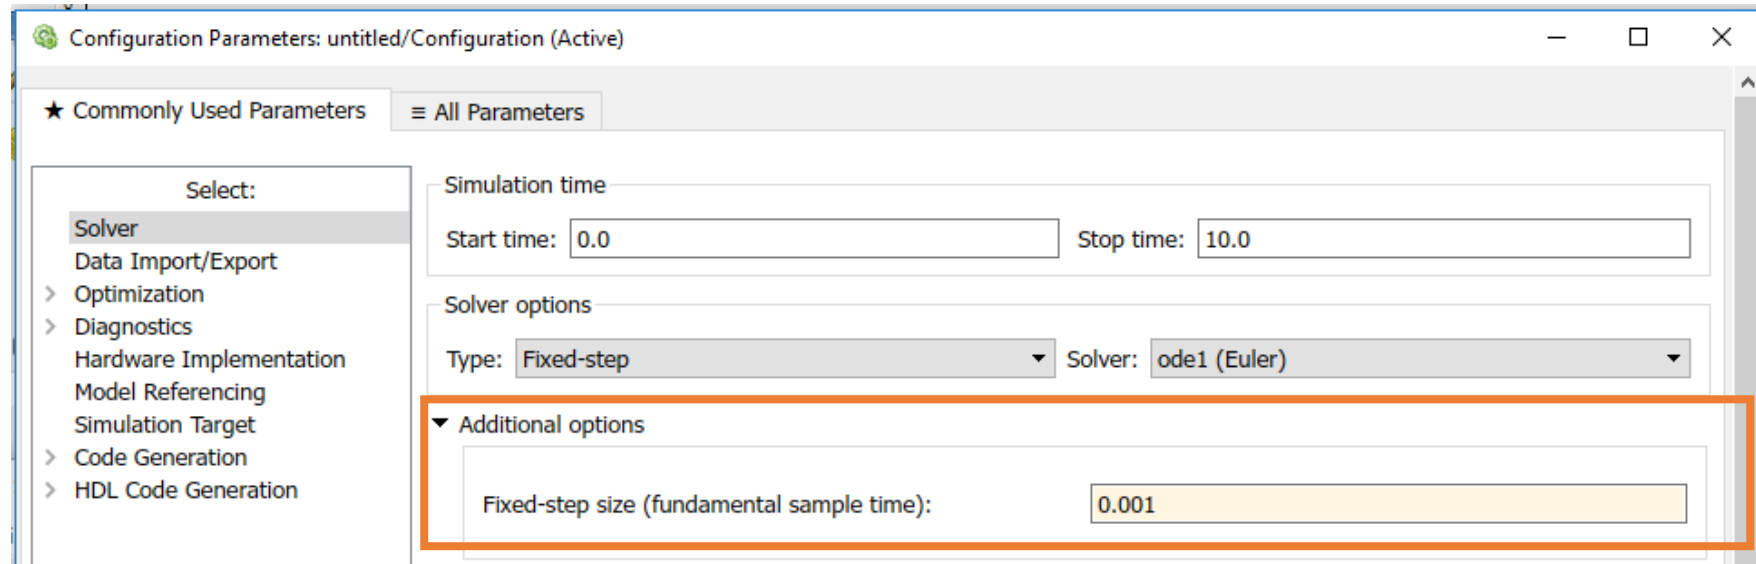 Configuration Parameters: untitled/Configuration (Active)
★ Commonly Used Parameters
≡ All Parameters
Select:
Solver
Data Import/Export
Optimization
Diagnostics
Hardware Implementation
Model Referencing
Simulation Target
Code Generation
HDL Code Generation
Simulation time
Start time: 0.0 Stop time: 10.0
Solver options
Type: Fixed-step Solver: ode1 (Euler)
Additional options
Fixed-step size (fundamental sample time): 0.001